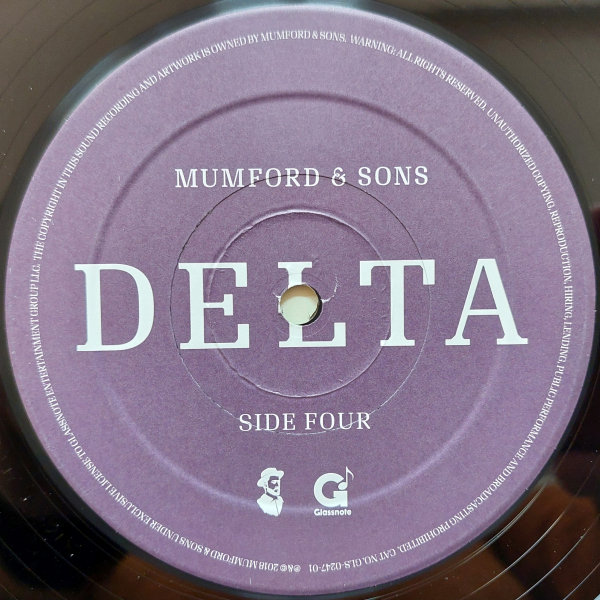 MUMFORD & SONS
DELTA
SIDE FOUR
Glassnote
℗&© 2018 MUMFORD & SONS UNDER EXCLUSIVE LICENSE TO GLASSNOTE ENTERTAINMENT GROUP LLC. THE COPYRIGHT IN THIS SOUND RECORDING AND ARTWORK IS OWNED BY MUMFORD & SONS. WARNING: ALL RIGHTS RESERVED. UNAUTHORIZED COPYING, REPRODUCTION, HIRING, LENDING, PUBLIC PERFORMANCE AND BROADCASTING PROHIBITED. CAT NO. GLS-0247-01